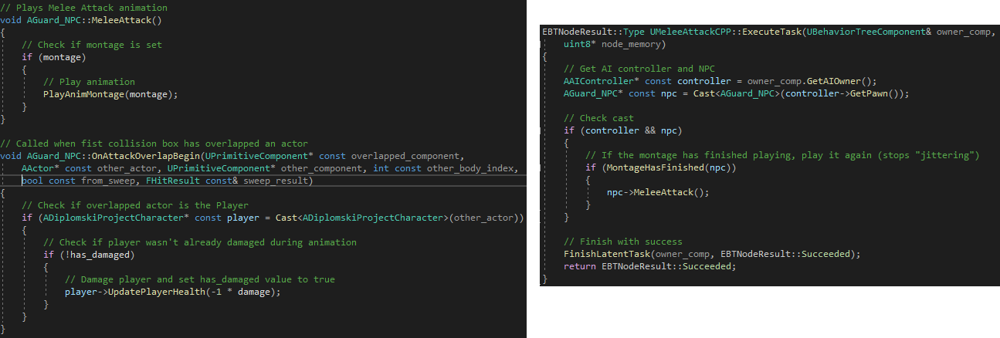 // Plays Melee Attack animation
void AGuard_NPC::MeleeAttack()
{
// Check if montage is set
if (montage)
{
// Play animation
PlayAnimMontage(montage);
}
}
// Called when fist collision box has overlapped an actor
void AGuard_NPC::OnAttackOverlapBegin(UPrimitiveComponent* const overlapped_component,
AActor* const other_actor, UPrimitiveComponent* other_component, int const other_body_index,
bool const from_sweep, FHitResult const& sweep_result)
{
// Check if overlapped actor is the Player
if (ADiplomskiProjectCharacter* const player = Cast<ADiplomskiProjectCharacter>(other_actor))
{
// Check if player wasn't already damaged during animation
if (!has_damaged)
{
// Damage player and set has_damaged value to true
player->UpdatePlayerHealth(-1 * damage);
}
}
}
EBTNodeResult::Type UMeleeAttackCPP::ExecuteTask(UBehaviorTreeComponent& owner_comp,
uint8* node_memory)
{
// Get AI controller and NPC
AAIController* const controller = owner_comp.GetAIOwner();
AGuard_NPC* const npc = Cast<AGuard_NPC>(controller->GetPawn());
// Check cast
if (controller && npc)
{
// If the montage has finished playing, play it again (stops "jittering")
if (MontageHasFinished(npc))
{
npc->MeleeAttack();
}
}
// Finish with success
FinishLatentTask(owner_comp, EBTNodeResult::Succeeded);
return EBTNodeResult::Succeeded;
}